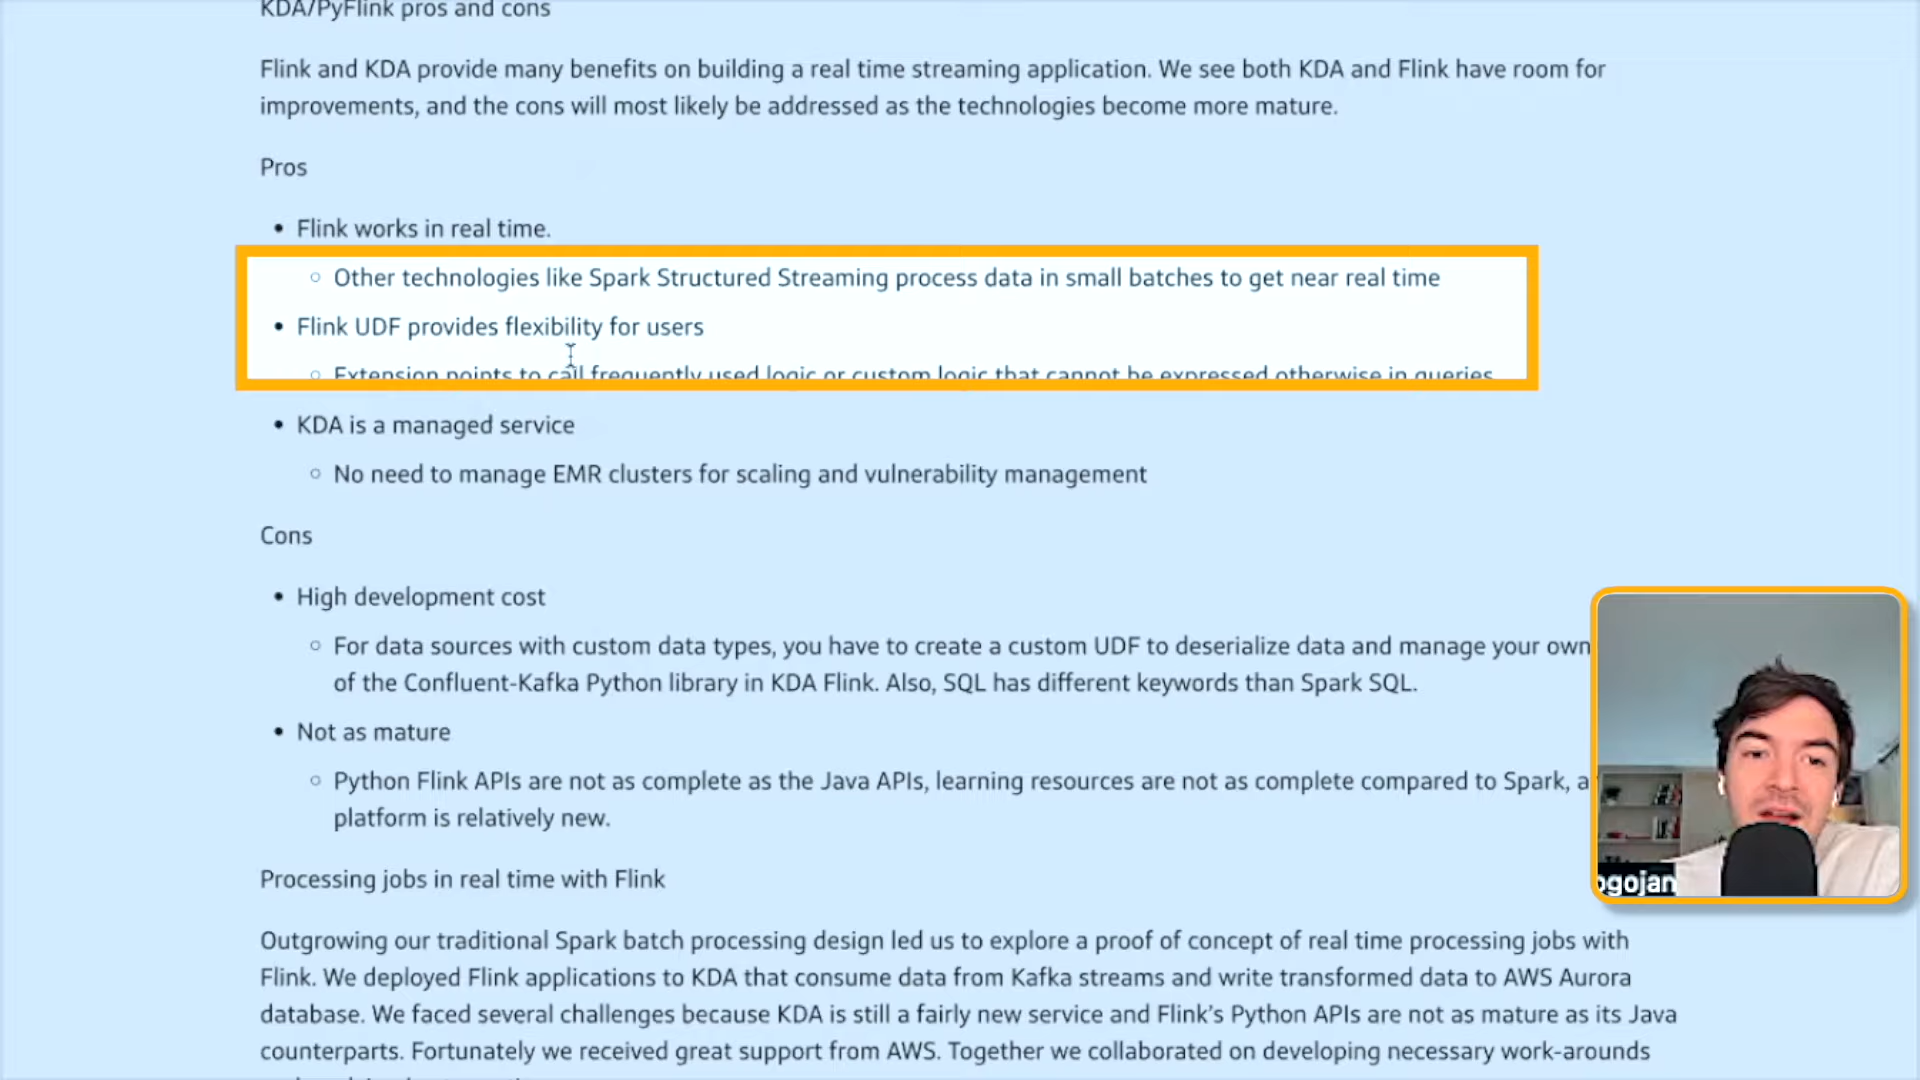 KDA/PyFlink pros and cons
Flink and KDA provide many benefits on building a real time streaming application. We see both KDA and Flink have room for
improvements, and the cons will most likely be addressed as the technologies become more mature.
Pros
• Flink works in real time.
○ Other technologies like Spark Structured Streaming process data in small batches to get near real time
• Flink UDF provides flexibility for users
○ Extension points to call frequently used logic or custom logic that cannot be expressed otherwise in queries
• KDA is a managed service
○ No need to manage EMR clusters for scaling and vulnerability management
Cons
• High development cost
○ For data sources with custom data types, you have to create a custom UDF to deserialize data and manage your own
of the Confluent-Kafka Python library in KDA Flink. Also, SQL has different keywords than Spark SQL.
• Not as mature
○ Python Flink APIs are not as complete as the Java APIs, learning resources are not as complete compared to Spark, a
platform is relatively new.
Processing jobs in real time with Flink
Outgrowing our traditional Spark batch processing design led us to explore a proof of concept of real time processing jobs with
Flink. We deployed Flink applications to KDA that consume data from Kafka streams and write transformed data to AWS Aurora
database. We faced several challenges because KDA is still a fairly new service and Flink's Python APIs are not as mature as its Java
counterparts. Fortunately we received great support from AWS. Together we collaborated on developing necessary work-arounds
ogojan